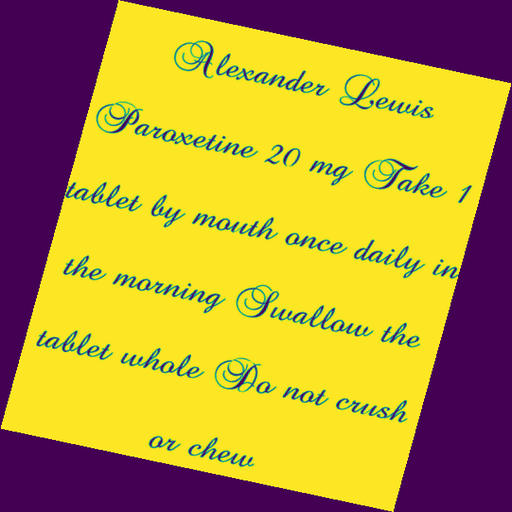 Alexander Lewis
Paroxetine 20 mg Take 1
tablet by mouth once daily in
the morning Swallow the
tablet whole Do not crush
or chew